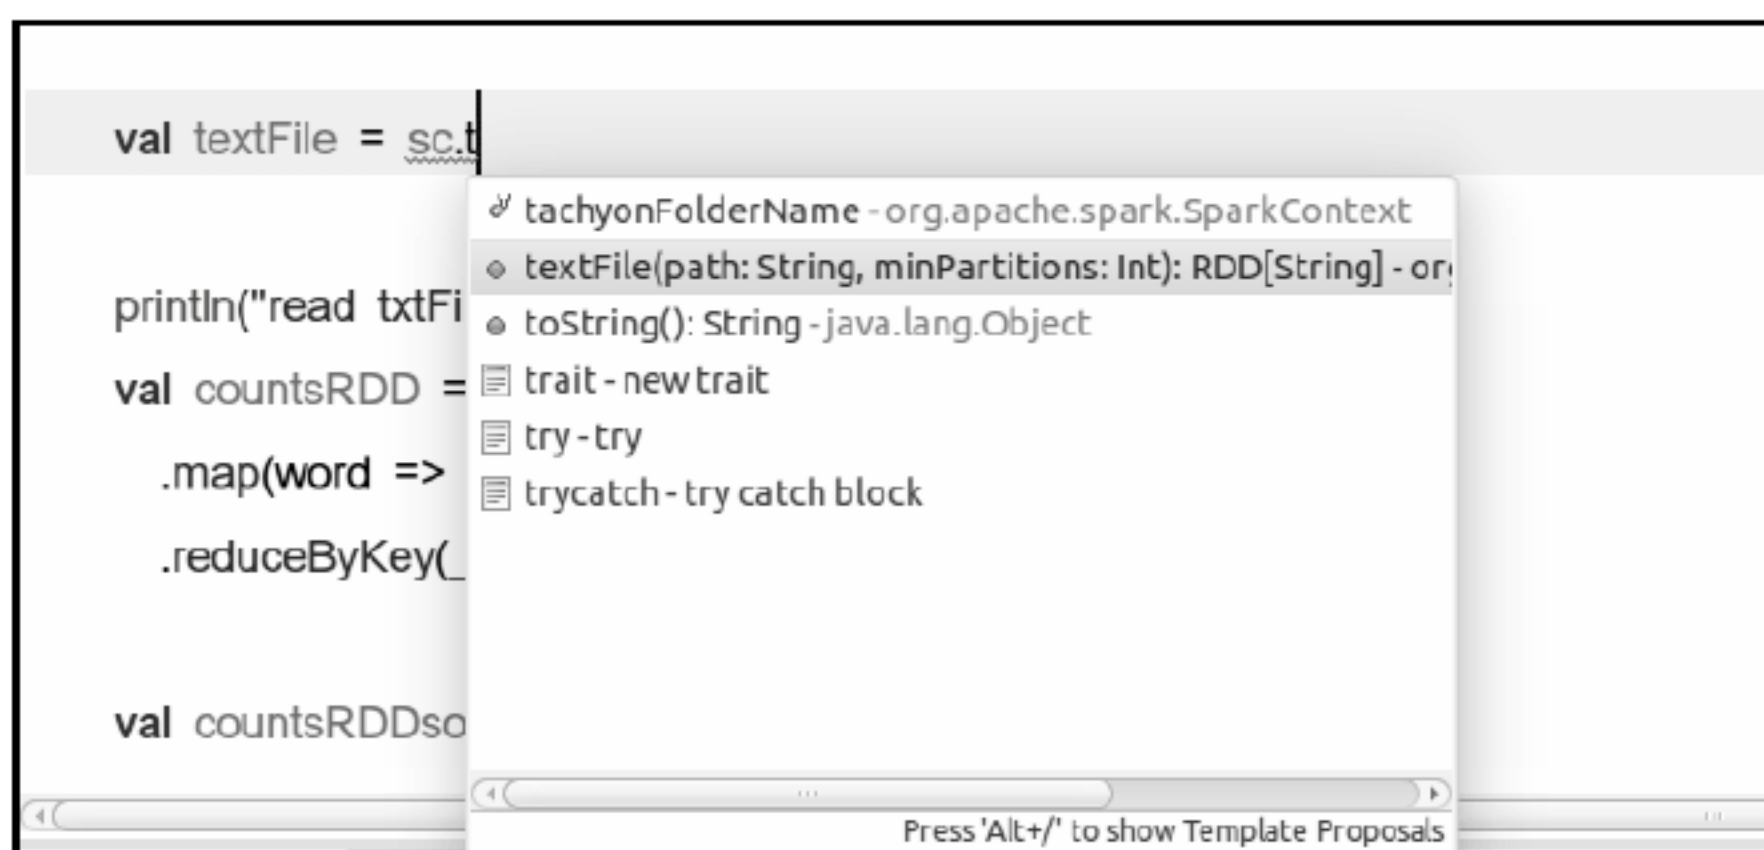 val textFile = sc.t
tachyonFolderName - org.apache.spark.SparkContext
textFile(path: String, minPartitions: Int): RDD[String] - org
println("read txtFi
toString(): String - java.lang.Object
val countsRDD =
trait - new trait
try - try
.map(word =>
trycatch - try catch block
.reduceByKey(_
val countsRDDso
Press 'Alt+/' to show Template Proposals